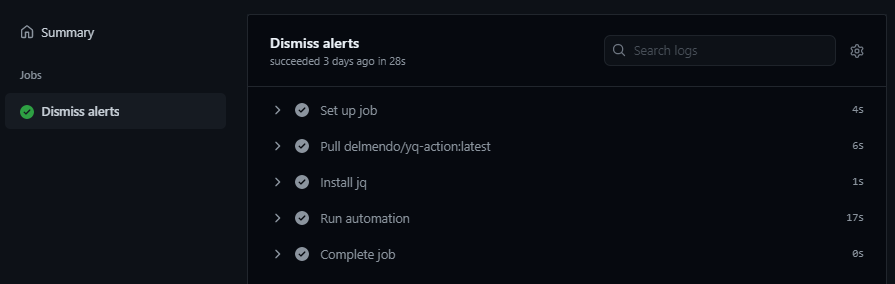 Summary
Jobs
Dismiss alerts
Dismiss alerts
succeeded 3 days ago in 28s
Search logs
Set up job 4s
Pull delmendo/yq-action:latest 6s
Install jq 1s
Run automation 17s
Complete job 0s